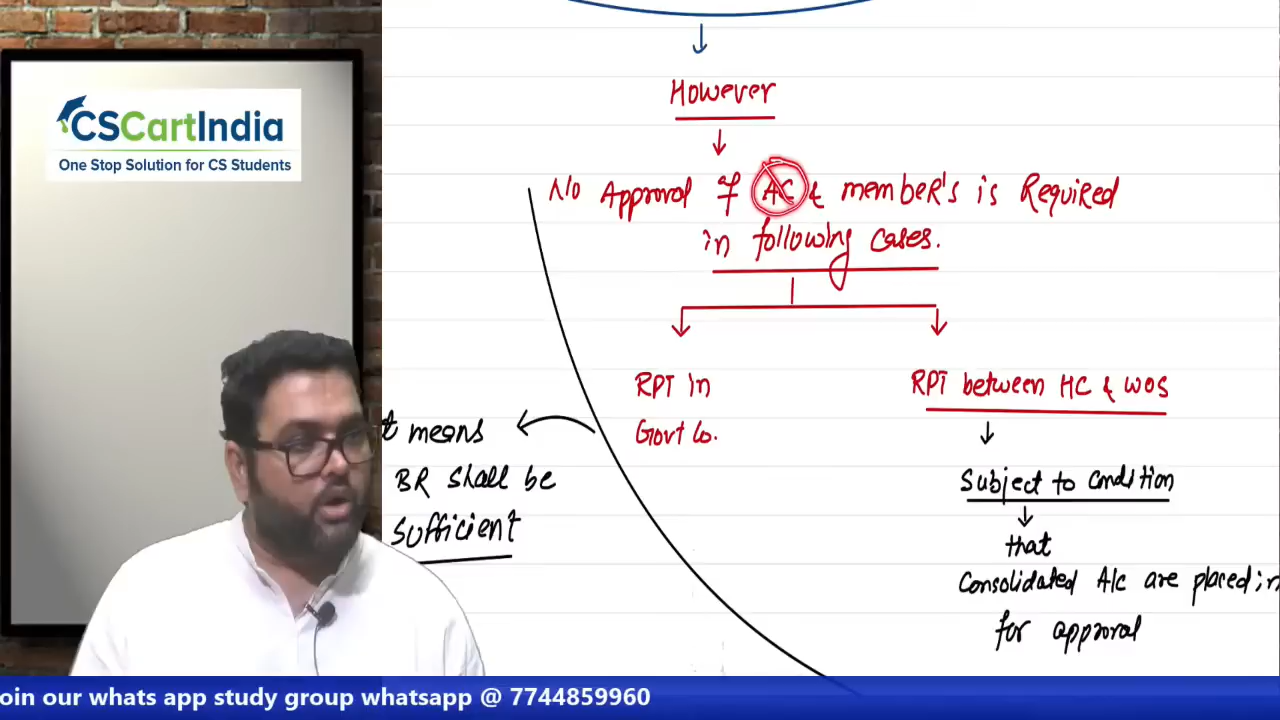 CSCartIndia
One Stop Solution for CS Students
However
No Approval of AC & member's is Required
in following cases.
RPT in
Govt Co.
RPT between HC & WOS
Subject to condition
that
Consolidated A/c are placed in
for approval
t means
BR shall be
sufficient
oin our whats app study group whatsapp @ 7744859960